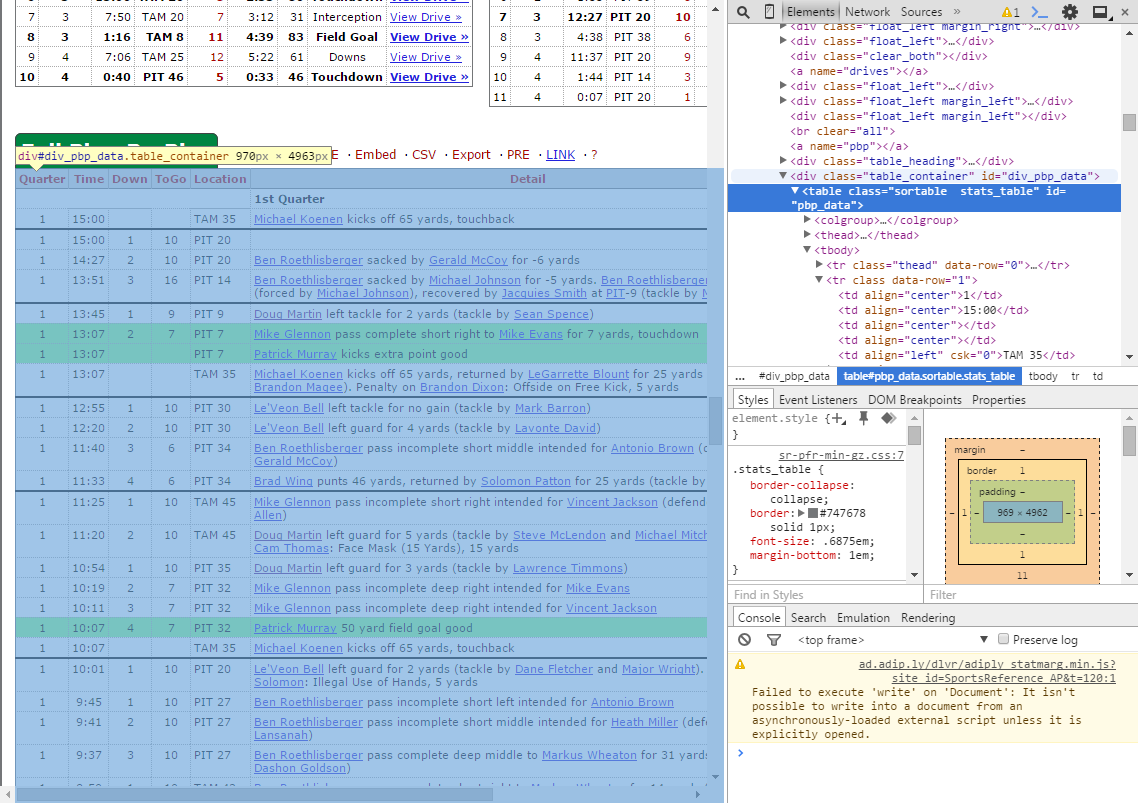 7 3 7:50 TAM 20 7 3:12 31 Interception View Drive »
8 3 1:16 TAM 8 11 4:39 83 Field Goal View Drive »
9 4 7:06 TAM 25 12 5:22 61 Downs View Drive »
10 4 0:40 PIT 46 5 0:33 46 Touchdown View Drive »
7 3 12:27 PIT 20 10
8 3 4:38 PIT 38 6
9 4 11:37 PIT 20 9
10 4 1:44 PIT 14 3
11 4 0:07 PIT 20 1
div#div_pbp_data.table_container 970px × 4963px
E · Embed · CSV · Export · PRE · LINK · ?
Quarter Time Down ToGo Location Detail
1st Quarter
1 15:00 TAM 35 Michael Koenen kicks off 65 yards, touchback
1 15:00 1 10 PIT 20
1 14:27 2 10 PIT 20 Ben Roethlisberger sacked by Gerald McCoy for -6 yards
1 13:51 3 16 PIT 14 Ben Roethlisberger sacked by Michael Johnson for -5 yards. Ben Roethlisberger
(forced by Michael Johnson), recovered by Jacquies Smith at PIT-9 (tackle by M
1 13:45 1 9 PIT 9 Doug Martin left tackle for 2 yards (tackle by Sean Spence)
1 13:07 2 7 PIT 7 Mike Glennon pass complete short right to Mike Evans for 7 yards, touchdown
1 13:07 PIT 7 Patrick Murray kicks extra point good
1 13:07 TAM 35 Michael Koenen kicks off 65 yards, returned by LeGarrette Blount for 25 yards
Brandon Magee). Penalty on Brandon Dixon: Offside on Free Kick, 5 yards
1 12:55 1 10 PIT 30 Le'Veon Bell left tackle for no gain (tackle by Mark Barron)
1 12:20 2 10 PIT 30 Le'Veon Bell left guard for 4 yards (tackle by Lavonte David)
1 11:40 3 6 PIT 34 Ben Roethlisberger pass incomplete short middle intended for Antonio Brown (d
Gerald McCoy)
1 11:33 4 6 PIT 34 Brad Wing punts 46 yards, returned by Solomon Patton for 25 yards (tackle by
1 11:25 1 10 TAM 45 Mike Glennon pass incomplete short right intended for Vincent Jackson (defend
Allen)
1 11:20 2 10 TAM 45 Doug Martin left guard for 5 yards (tackle by Steve McLendon and Michael Mitch
Cam Thomas: Face Mask (15 Yards), 15 yards
1 10:54 1 10 PIT 35 Doug Martin left guard for 3 yards (tackle by Lawrence Timmons)
1 10:19 2 7 PIT 32 Mike Glennon pass incomplete deep right intended for Mike Evans
1 10:11 3 7 PIT 32 Mike Glennon pass incomplete deep right intended for Vincent Jackson
1 10:07 4 7 PIT 32 Patrick Murray 50 yard field goal good
1 10:07 TAM 35 Michael Koenen kicks off 65 yards, touchback
1 10:01 1 10 PIT 20 Le'Veon Bell left guard for 2 yards (tackle by Dane Fletcher and Major Wright).
Solomon: Illegal Use of Hands, 5 yards
1 9:45 1 10 PIT 27 Ben Roethlisberger pass incomplete short left intended for Antonio Brown
1 9:41 2 10 PIT 27 Ben Roethlisberger pass incomplete short middle intended for Heath Miller (defe
Lansanah)
1 9:37 3 10 PIT 27 Ben Roethlisberger pass complete deep middle to Markus Wheaton for 31 yards
Dashon Goldson)
Elements Network Sources » 1
<div class="float_left margin_right">…</div>
<div class="float_left">…</div>
<div class="clear_both"></div>
<a name="drives"></a>
<div class="float_left">…</div>
<div class="float_left margin_left">…</div>
<div class="float_left margin_left"></div>
<br clear="all">
<a name="pbp"></a>
<div class="table_heading">…</div>
<div class="table_container" id="div_pbp_data">
<table class="sortable stats_table" id=
"pbp_data">
<colgroup>…</colgroup>
<thead>…</thead>
<tbody>
<tr class="thead" data-row="0">…</tr>
<tr class data-row="1">
<td align="center">1</td>
<td align="center">15:00</td>
<td align="center"></td>
<td align="center"></td>
<td align="left" csk="0">TAM 35</td>
... #div_pbp_data table#pbp_data.sortable.stats_table tbody tr td
Styles Event Listeners DOM Breakpoints Properties
element.style {
}
sr-pfr-min-gz.css:7
.stats_table {
border-collapse:
collapse;
border: #747678
solid 1px;
font-size: .6875em;
margin-bottom: 1em;
}
margin –
border 1
padding –
– 1 – 969 × 4962 – 1 –
–
1
11
Find in Styles Filter
Console Search Emulation Rendering
<top frame> Preserve log
ad.adip.ly/dlvr/adiply_statmarg.min.js?
site_id=SportsReference_AP&t=120:1
Failed to execute 'write' on 'Document': It isn't
possible to write into a document from an
asynchronously-loaded external script unless it is
explicitly opened.